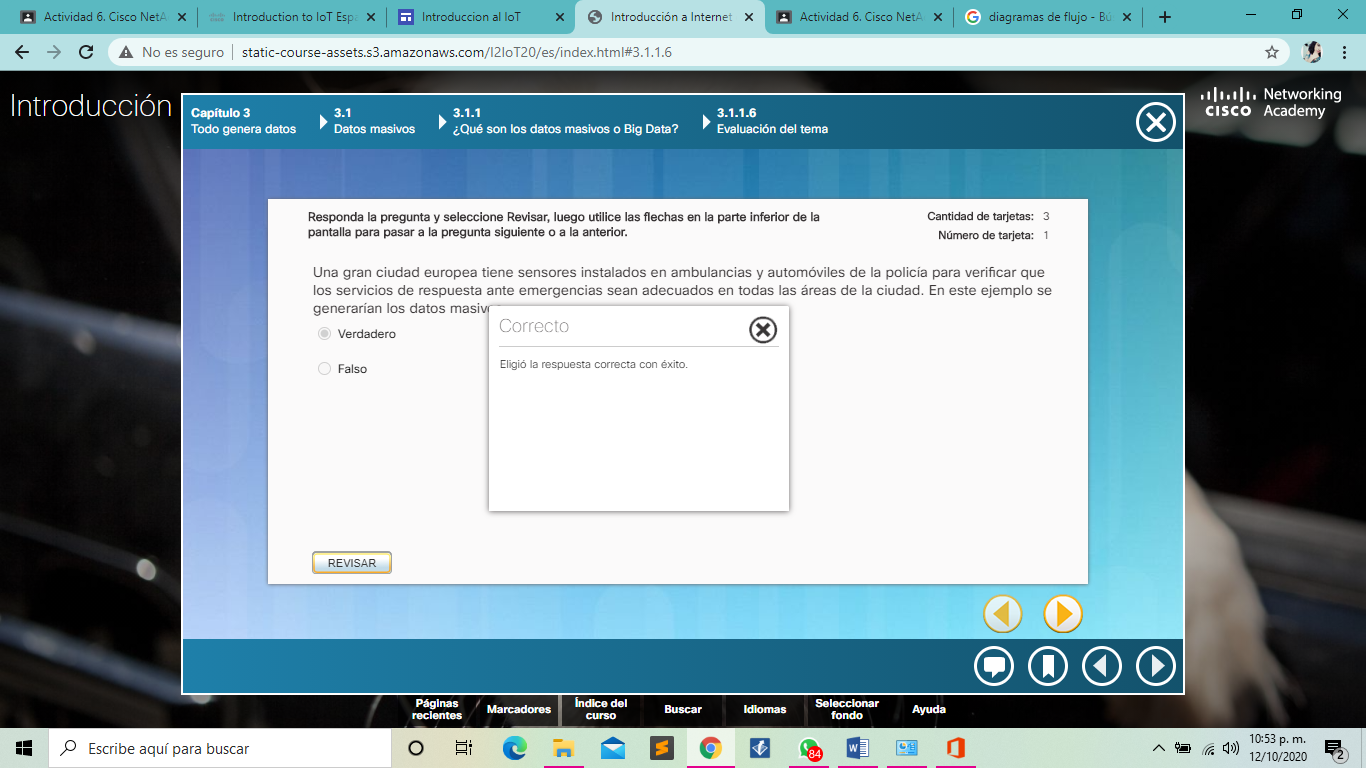 Actividad 6. Cisco NetA
Introduction to IoT Espa
Introduccion al IoT
Introducción a Internet
Actividad 6. Cisco NetA
diagramas de flujo - Bú
No es seguro
static-course-assets.s3.amazonaws.com/I2IoT20/es/index.html#3.1.1.6
Introducción
Capítulo 3
Todo genera datos
3.1
Datos masivos
3.1.1
¿Qué son los datos masivos o Big Data?
3.1.1.6
Evaluación del tema
Networking
CISCO Academy
Responda la pregunta y seleccione Revisar, luego utilice las flechas en la parte inferior de la
pantalla para pasar a la pregunta siguiente o a la anterior.
Cantidad de tarjetas: 3
Número de tarjeta: 1
Una gran ciudad europea tiene sensores instalados en ambulancias y automóviles de la policía para verificar que
los servicios de respuesta ante emergencias sean adecuados en todas las áreas de la ciudad. En este ejemplo se
generarían los datos masiv
Verdadero
Falso
Correcto
Eligió la respuesta correcta con éxito.
REVISAR
Páginas
recientes
Marcadores
Índice del
curso
Buscar
Idiomas
Seleccionar
fondo
Ayuda
Escribe aquí para buscar
84
10:53 p. m.
12/10/2020
2